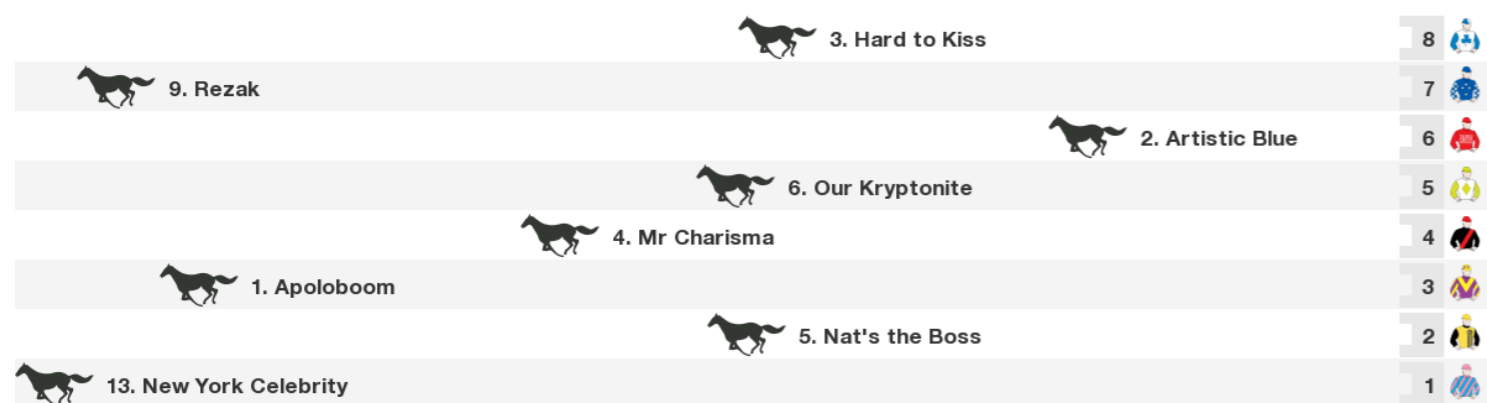 3. Hard to Kiss 8
9. Rezak 7
2. Artistic Blue 6
6. Our Kryptonite 5
4. Mr Charisma 4
1. Apoloboom 3
5. Nat's the Boss 2
13. New York Celebrity 1